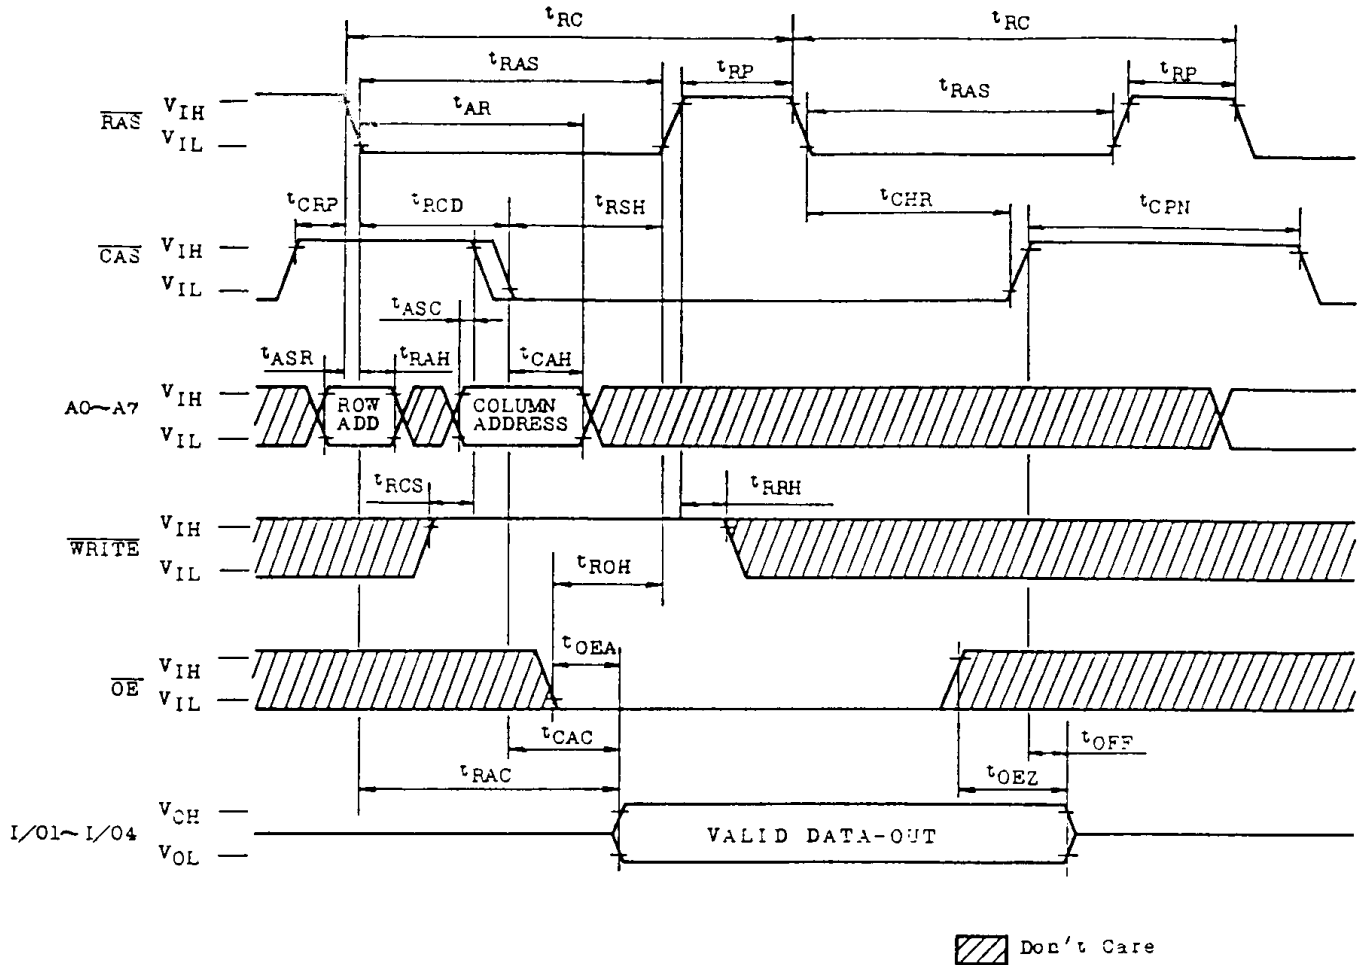 tRC tRC
tRAS tRP tRAS tRP
tAR
RAS VIH
VIL
tCRP tRCD tRSH tCHR tCPN
CAS VIH
VIL
tASC
tASR tRAH tCAH
A0~A7 VIH
VIL
ROW ADD
COLUMN ADDRESS
tRCS tRRH
WRITE VIH
VIL
tROH
tOEA
OE VIH
VIL
tCAC tOFF
tRAC tOEZ
I/O1~I/O4 VOH
VOL
VALID DATA-OUT
Don't Care